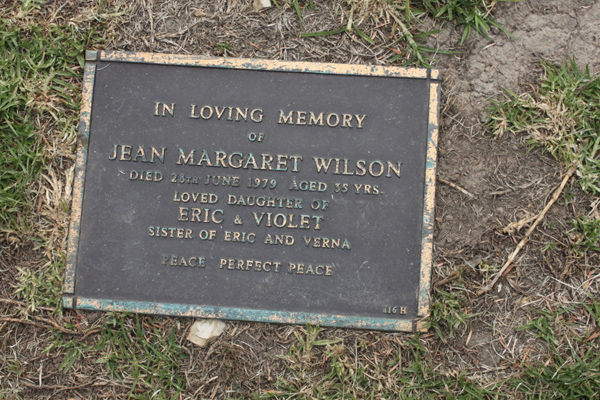 IN LOVING MEMORY
OF
JEAN MARGARET WILSON
DIED 28TH JUNE 1979 AGED 35 YRS.
LOVED DAUGHTER OF
ERIC & VIOLET
SISTER OF ERIC AND VERNA
PEACE PERFECT PEACE
116 H